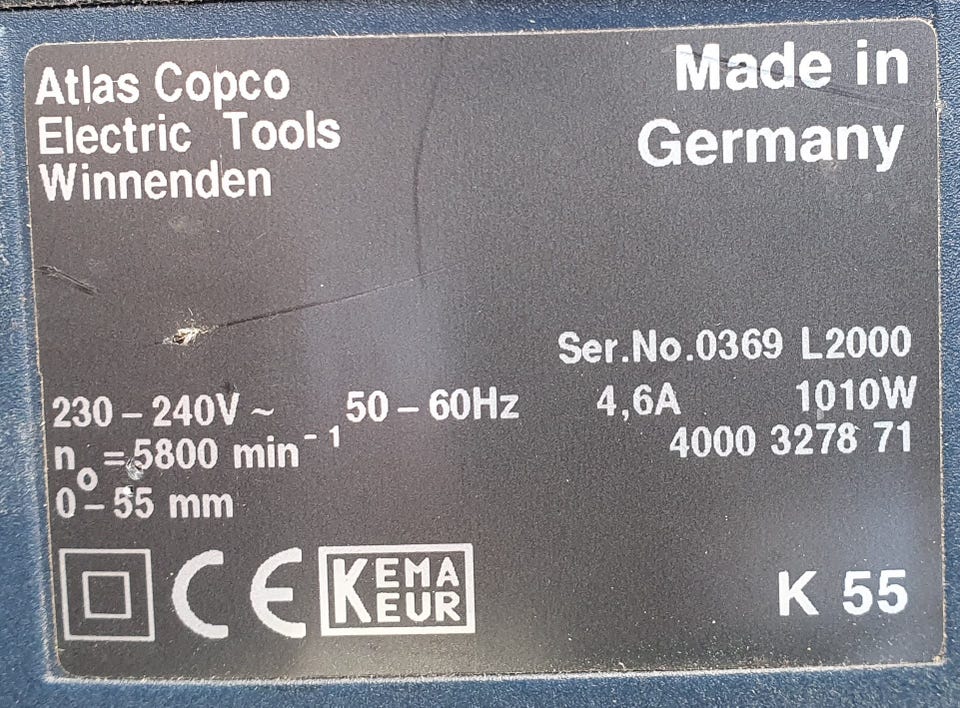 Atlas Copco
Electric Tools
Winnenden
Made in
Germany
Ser.No.0369 L2000
230 – 240V ~ 50 – 60Hz 4,6A 1010W
n₀ = 5800 min⁻¹
4000 3278 71
0 – 55 mm
CE
KEMA
KEUR
K 55